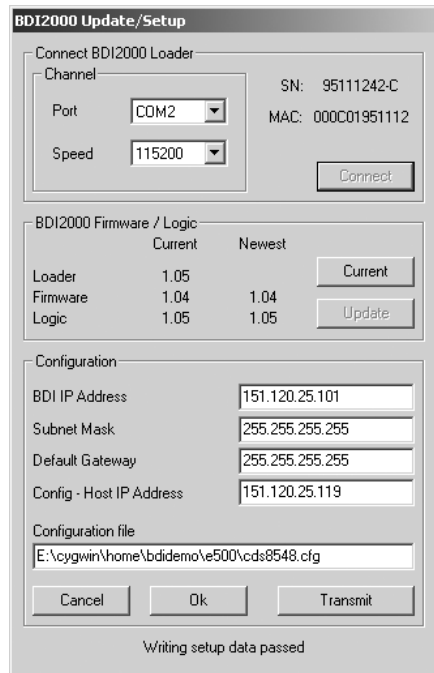 BDI2000 Update/Setup
Connect BDI2000 Loader
Channel
Port COM2
Speed 115200
SN: 95111242-C
MAC: 000C01951112
Connect
BDI2000 Firmware / Logic
Current Newest
Loader 1.05
Firmware 1.04 1.04
Logic 1.05 1.05
Current
Update
Configuration
BDI IP Address 151.120.25.101
Subnet Mask 255.255.255.255
Default Gateway 255.255.255.255
Config - Host IP Address 151.120.25.119
Configuration file
E:\cygwin\home\bdidemo\e500\cds8548.cfg
Cancel Ok Transmit
Writing setup data passed